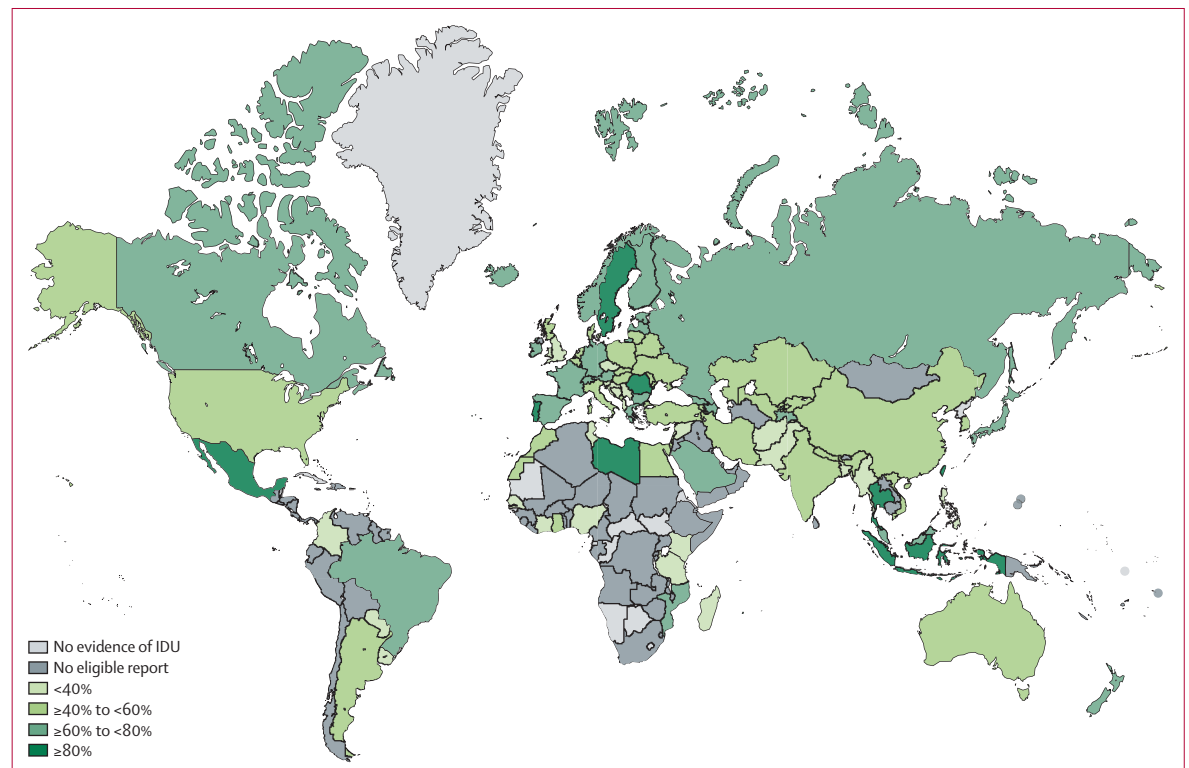 No evidence of IDU
No eligible report
<40%
≥40% to <60%
≥60% to <80%
≥80%